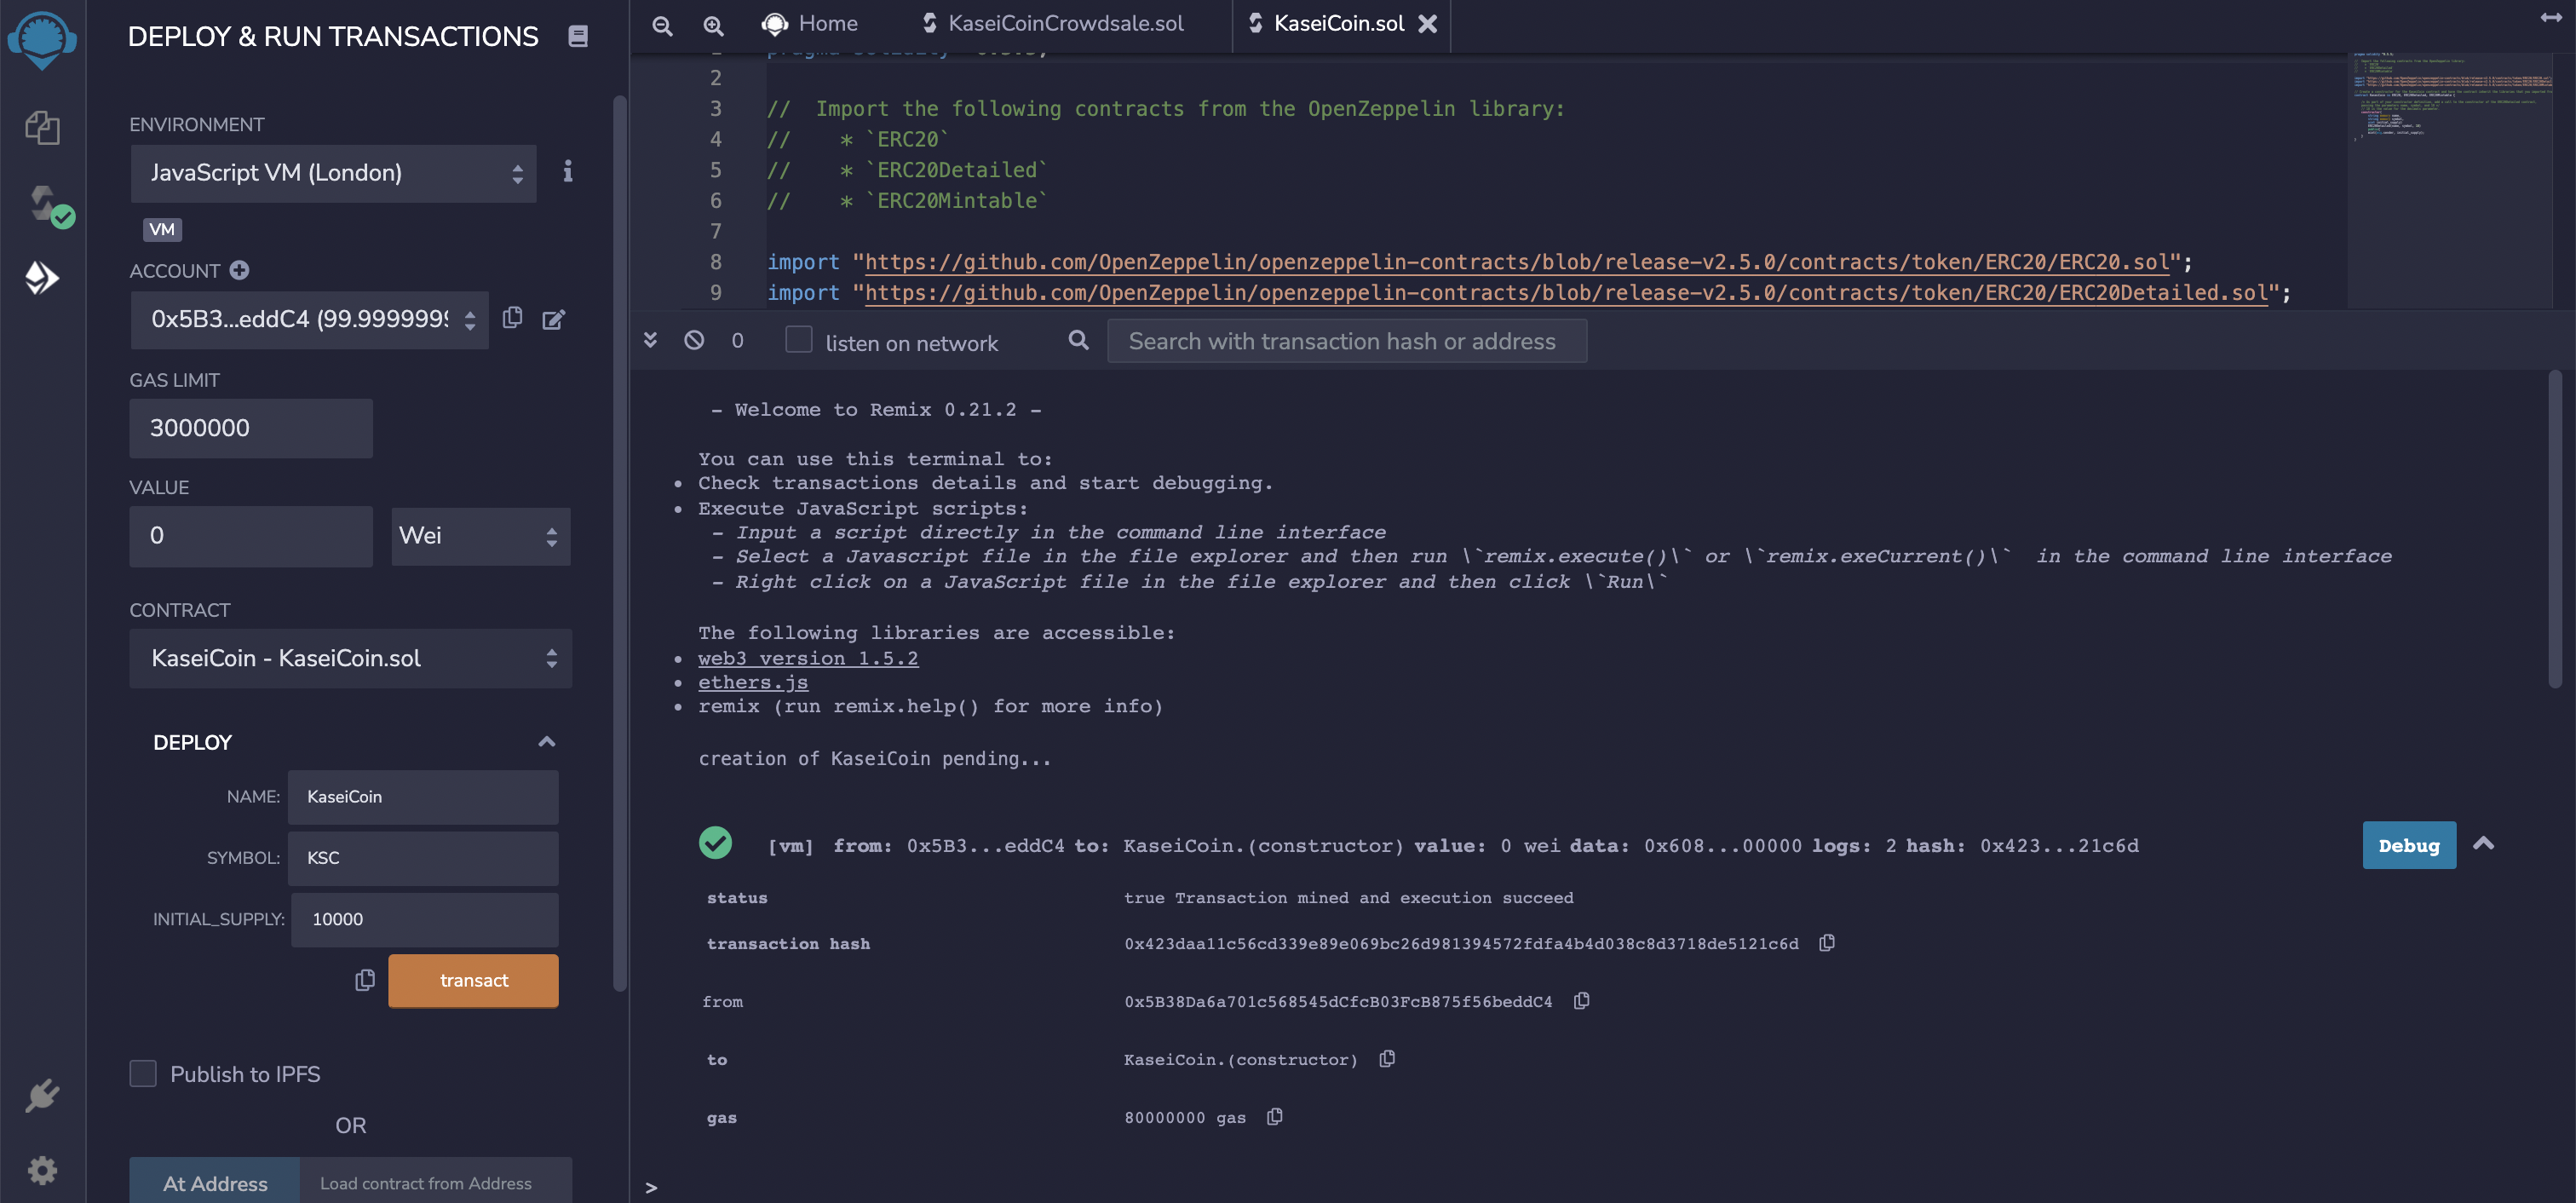 DEPLOY & RUN TRANSACTIONS
ENVIRONMENT
JavaScript VM (London)
VM
ACCOUNT
0x5B3...eddC4 (99.9999999
GAS LIMIT
3000000
VALUE
0 Wei
CONTRACT
KaseiCoin - KaseiCoin.sol
DEPLOY
NAME: KaseiCoin
SYMBOL: KSC
INITIAL_SUPPLY: 10000
transact
Publish to IPFS
OR
At Address Load contract from Address
Home KaseiCoinCrowdsale.sol KaseiCoin.sol
2
3 // Import the following contracts from the OpenZeppelin library:
4 // * `ERC20`
5 // * `ERC20Detailed`
6 // * `ERC20Mintable`
7
8 import "https://github.com/OpenZeppelin/openzeppelin-contracts/blob/release-v2.5.0/contracts/token/ERC20/ERC20.sol";
9 import "https://github.com/OpenZeppelin/openzeppelin-contracts/blob/release-v2.5.0/contracts/token/ERC20/ERC20Detailed.sol";
0 listen on network Search with transaction hash or address
- Welcome to Remix 0.21.2 -
You can use this terminal to:
• Check transactions details and start debugging.
• Execute JavaScript scripts:
- Input a script directly in the command line interface
- Select a Javascript file in the file explorer and then run \`remix.execute()\` or \`remix.exeCurrent()\` in the command line interface
- Right click on a JavaScript file in the file explorer and then click \`Run\`
The following libraries are accessible:
• web3 version 1.5.2
• ethers.js
• remix (run remix.help() for more info)
creation of KaseiCoin pending...
[vm] from: 0x5B3...eddC4 to: KaseiCoin.(constructor) value: 0 wei data: 0x608...00000 logs: 2 hash: 0x423...21c6d Debug
status true Transaction mined and execution succeed
transaction hash 0x423daa11c56cd339e89e069bc26d981394572fdfa4b4d038c8d3718de5121c6d
from 0x5B38Da6a701c568545dCfcB03FcB875f56beddC4
to KaseiCoin.(constructor)
gas 80000000 gas
>